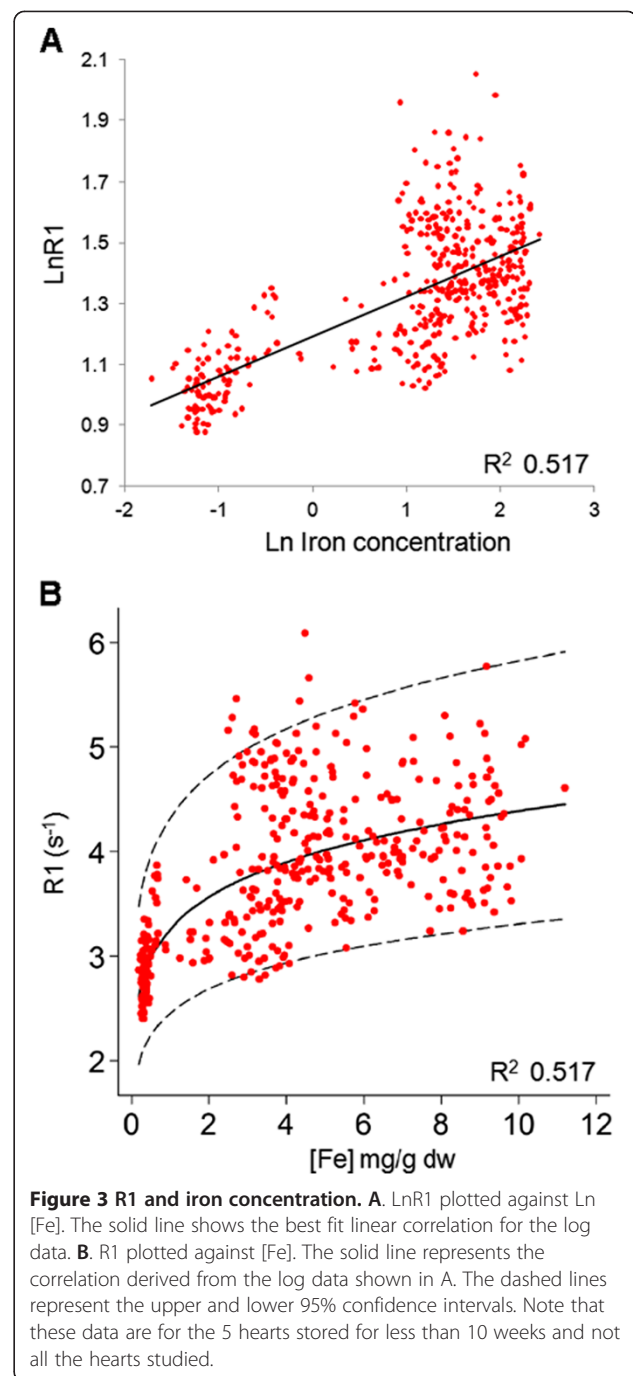 A
2.1
1.9
1.7
1.5
1.3
1.1
0.9
0.7
LnR1
-2 -1 0 1 2 3
Ln Iron concentration
R² 0.517
B
6
5
4
3
2
R1 (s⁻¹)
0 2 4 6 8 10 12
[Fe] mg/g dw
R² 0.517
Figure 3 R1 and iron concentration. A. LnR1 plotted against Ln
[Fe]. The solid line shows the best fit linear correlation for the log
data. B. R1 plotted against [Fe]. The solid line represents the
correlation derived from the log data shown in A. The dashed lines
represent the upper and lower 95% confidence intervals. Note that
these data are for the 5 hearts stored for less than 10 weeks and not
all the hearts studied.